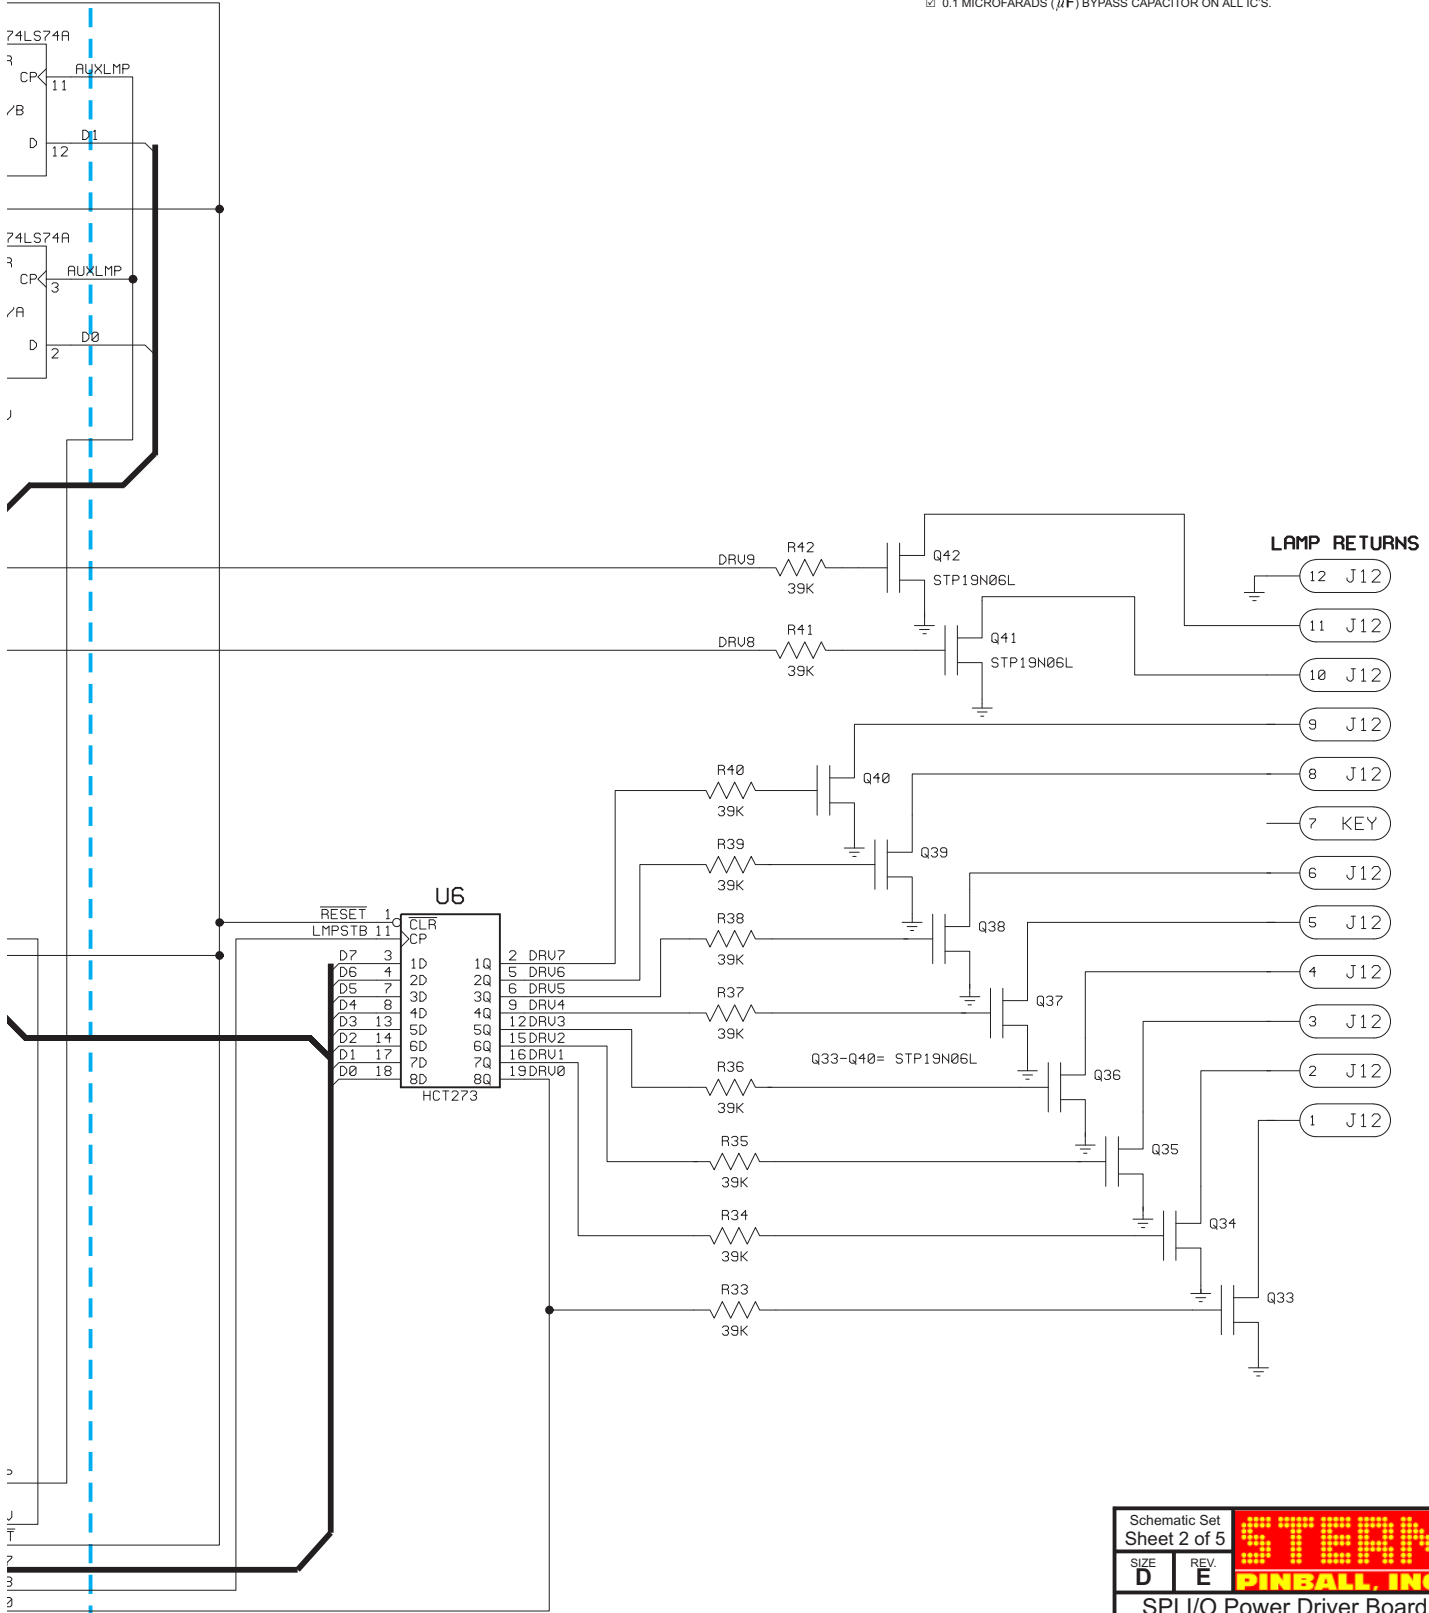 ☑ 0.1 MICROFARADS (μF) BYPASS CAPACITOR ON ALL IC'S.
74LS74A
CP
11
AUXLMP
/B
D
12
D1
74LS74A
CP
3
AUXLMP
/A
D
2
D0
LAMP RETURNS
DRV9
R42
39K
Q42
STP19N06L
12 J12
DRV8
R41
39K
Q41
STP19N06L
11 J12
10 J12
9 J12
R40
39K
Q40
8 J12
R39
39K
Q39
7 KEY
6 J12
U6
R38
39K
Q38
5 J12
R37
39K
Q37
4 J12
R36
39K
Q36
3 J12
Q33-Q40= STP19N06L
2 J12
R35
39K
Q35
1 J12
R34
39K
Q34
R33
39K
Q33
RESET 1 CLR
LMPSTB 11 CP
D7 3 1D 1Q 2 DRV7
D6 4 2D 2Q 5 DRV6
D5 7 3D 3Q 6 DRV5
D4 8 4D 4Q 9 DRV4
D3 13 5D 5Q 12 DRV3
D2 14 6D 6Q 15 DRV2
D1 17 7D 7Q 16 DRV1
D0 18 8D 8Q 19 DRV0
HCT273
Schematic Set
Sheet 2 of 5
SIZE
D
REV.
E
STERN
PINBALL, INC
SPI I/O Power Driver Board